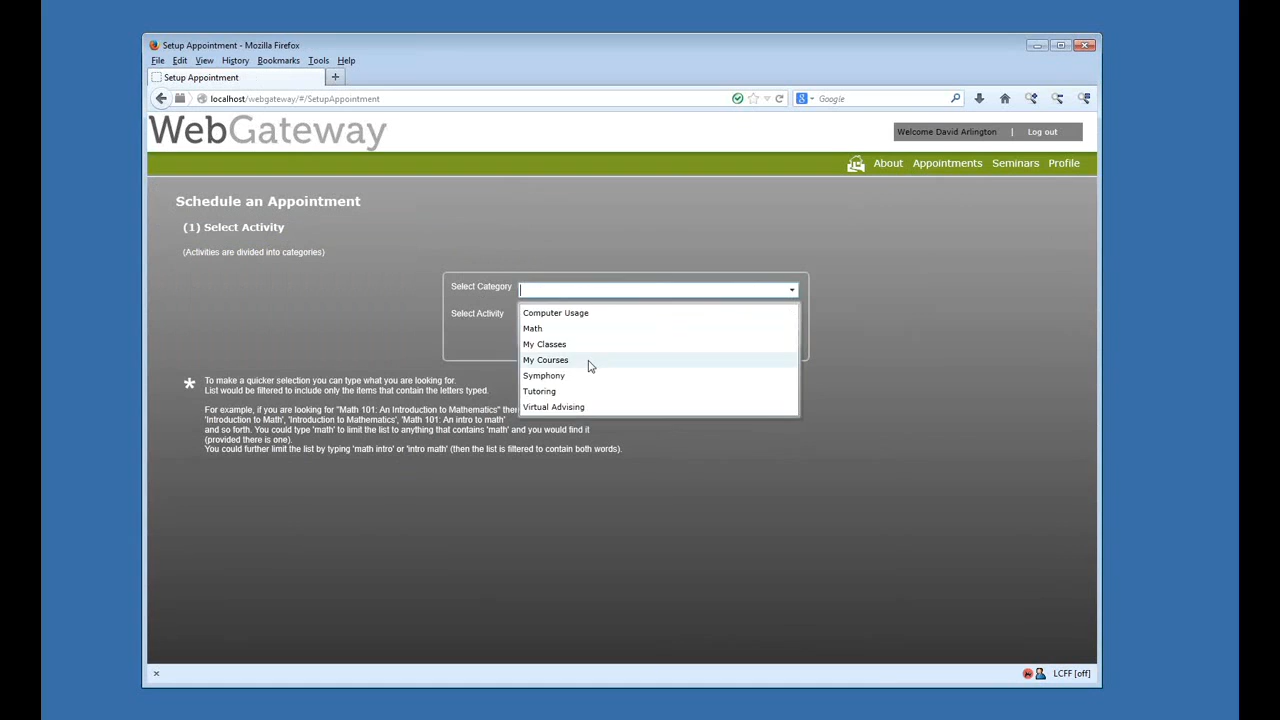 Setup Appointment - Mozilla Firefox
File Edit View History Bookmarks Tools Help
Setup Appointment
localhost/webgateway/#/SetupAppointment
Google
WebGateway
Welcome David Arlington | Log out
About Appointments Seminars Profile
Schedule an Appointment
(1) Select Activity
(Activities are divided into categories)
Select Category
Select Activity
Computer Usage
Math
My Classes
My Courses
Symphony
Tutoring
Virtual Advising
* To make a quicker selection you can type what you are looking for.
List would be filtered to include only the items that contain the letters typed.
For example, if you are looking for "Math 101: An Introduction to Mathematics" then
'Introduction to Math', 'Introduction to Mathematics', 'Math 101: An intro to math'
and so forth. You could type 'math' to limit the list to anything that contains 'math' and you would find it
(provided there is one).
You could further limit the list by typing 'math intro' or 'intro math' (then the list is filtered to contain both words).
LCFF [off]